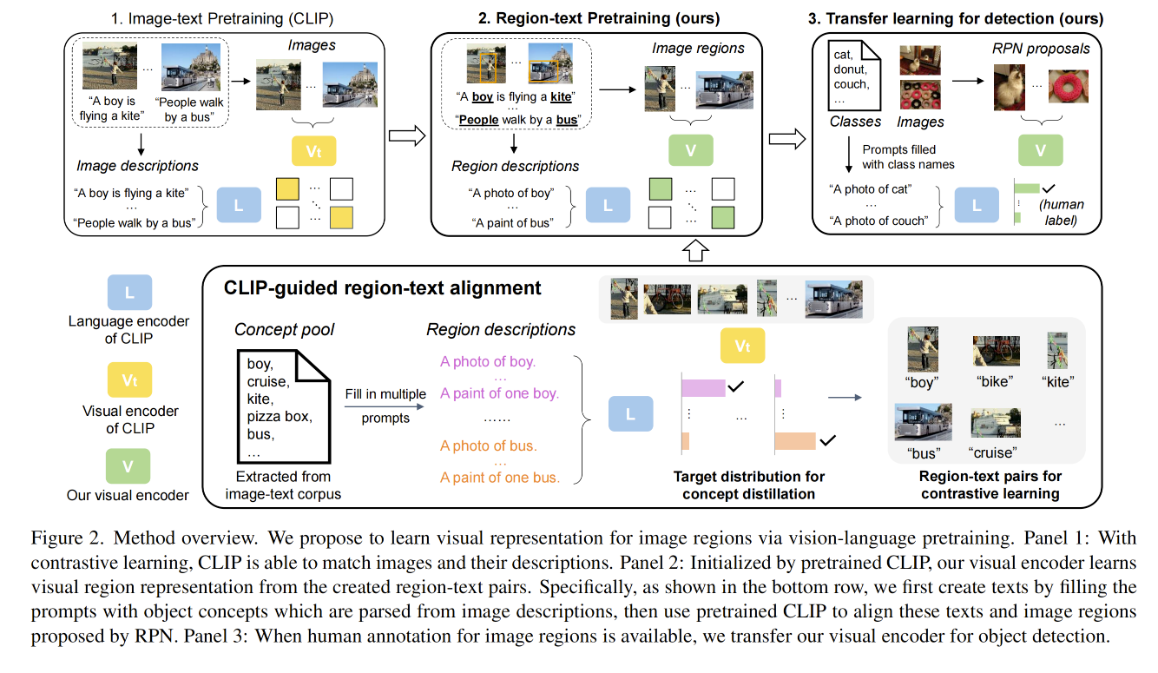 1. Image-text Pretraining (CLIP)
Images
...
“A boy is
flying a kite”
“People walk
by a bus”
...
Vt
Image descriptions
“A boy is flying a kite”
...
“People walk by a bus”
L
...
...
2. Region-text Pretraining (ours)
Image regions
...
“A boy is flying a kite”
...
“People walk by a bus”
...
V
Region descriptions
“A photo of boy”
...
“A paint of bus”
L
...
...
3. Transfer learning for detection (ours)
RPN proposals
cat,
donut,
couch,
...
...
Classes
Images
Prompts filled
with class names
V
“A photo of cat”
...
“A photo of couch”
L
(human
label)
L
Language encoder
of CLIP
Vt
Visual encoder
of CLIP
V
Our visual encoder
CLIP-guided region-text alignment
Concept pool
boy,
cruise,
kite,
pizza box,
bus,
...
Extracted from
image-text corpus
Fill in multiple
prompts
Region descriptions
A photo of boy.
...
A paint of one boy.
......
A photo of bus.
...
A paint of one bus.
L
...
Vt
...
Target distribution for
concept distillation
“boy”
“bike”
“kite”
“bus”
“cruise”
...
Region-text pairs for
contrastive learning
Figure 2. Method overview. We propose to learn visual representation for image regions via vision-language pretraining. Panel 1: With
contrastive learning, CLIP is able to match images and their descriptions. Panel 2: Initialized by pretrained CLIP, our visual encoder learns
visual region representation from the created region-text pairs. Specifically, as shown in the bottom row, we first create texts by filling the
prompts with object concepts which are parsed from image descriptions, then use pretrained CLIP to align these texts and image regions
proposed by RPN. Panel 3: When human annotation for image regions is available, we transfer our visual encoder for object detection.